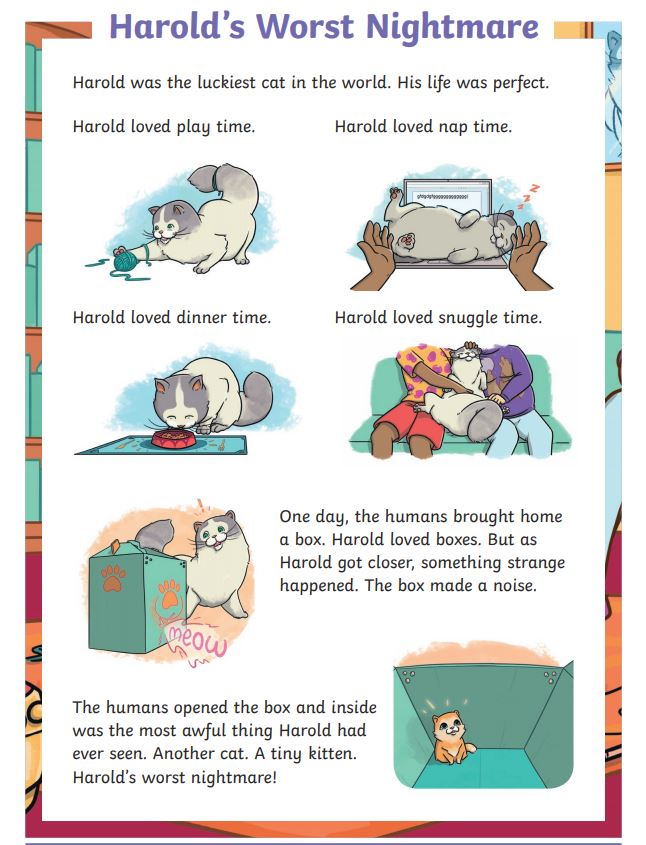 Harold's Worst Nightmare
Harold was the luckiest cat in the world. His life was perfect.
Harold loved play time.
Harold loved nap time.
Harold loved dinner time.
Harold loved snuggle time.
One day, the humans brought home
a box. Harold loved boxes. But as
Harold got closer, something strange
happened. The box made a noise.
meow
The humans opened the box and inside
was the most awful thing Harold had
ever seen. Another cat. A tiny kitten.
Harold's worst nightmare!